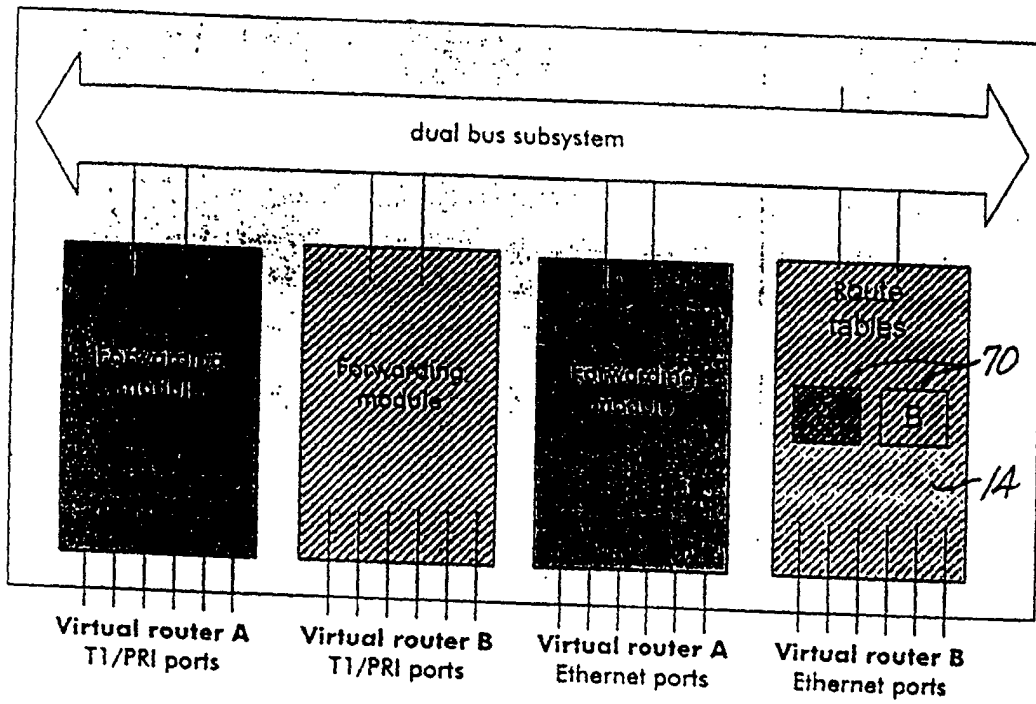 dual bus subsystem
Forwarding
module
Forwarding
module
Forwarding
module
Route
tables
B
70
14
Virtual router A
T1/PRI ports
Virtual router B
T1/PRI ports
Virtual router A
Ethernet ports
Virtual router B
Ethernet ports